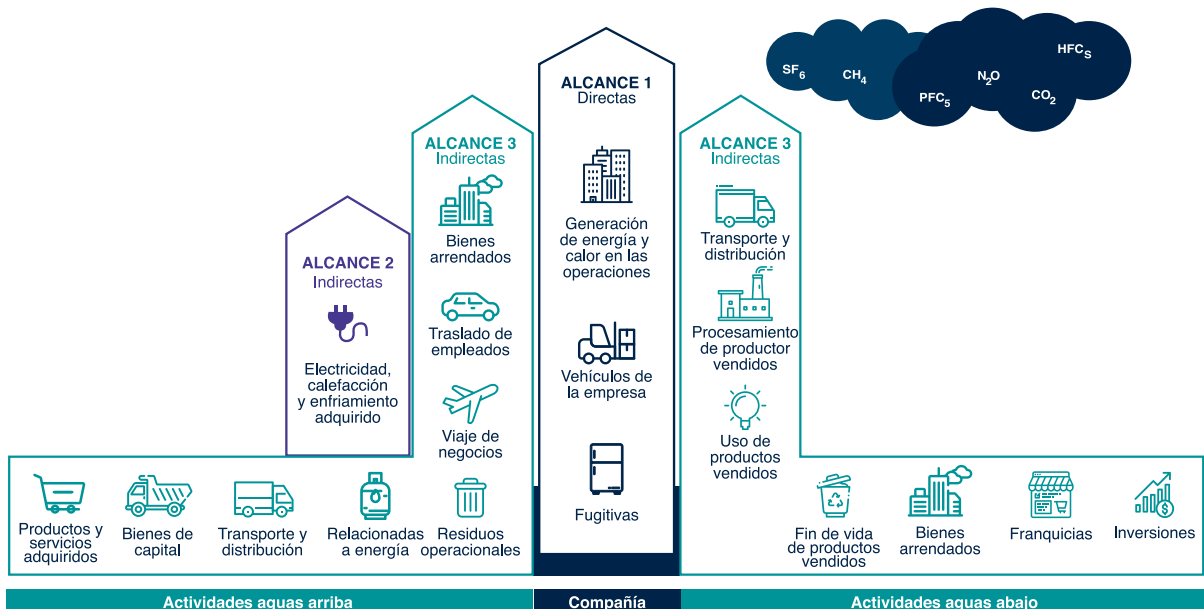 SF6
CH4
PFC5
N2O
HFCS
CO2
ALCANCE 1
Directas
Generación
de energía y
calor en las
operaciones
Vehículos de
la empresa
Fugitivas
ALCANCE 3
Indirectas
Bienes
arrendados
Traslado de
empleados
Viaje de
negocios
ALCANCE 2
Indirectas
Electricidad,
calefacción
y enfriamiento
adquirido
Productos y
servicios
adquiridos
Bienes de
capital
Transporte y
distribución
Relacionadas
a energía
Residuos
operacionales
ALCANCE 3
Indirectas
Transporte y
distribución
Procesamiento
de productor
vendidos
Uso de
productos
vendidos
Fin de vida
de productos
vendidos
Bienes
arrendados
Franquicias
Inversiones
Actividades aguas arriba
Compañía
Actividades aguas abajo